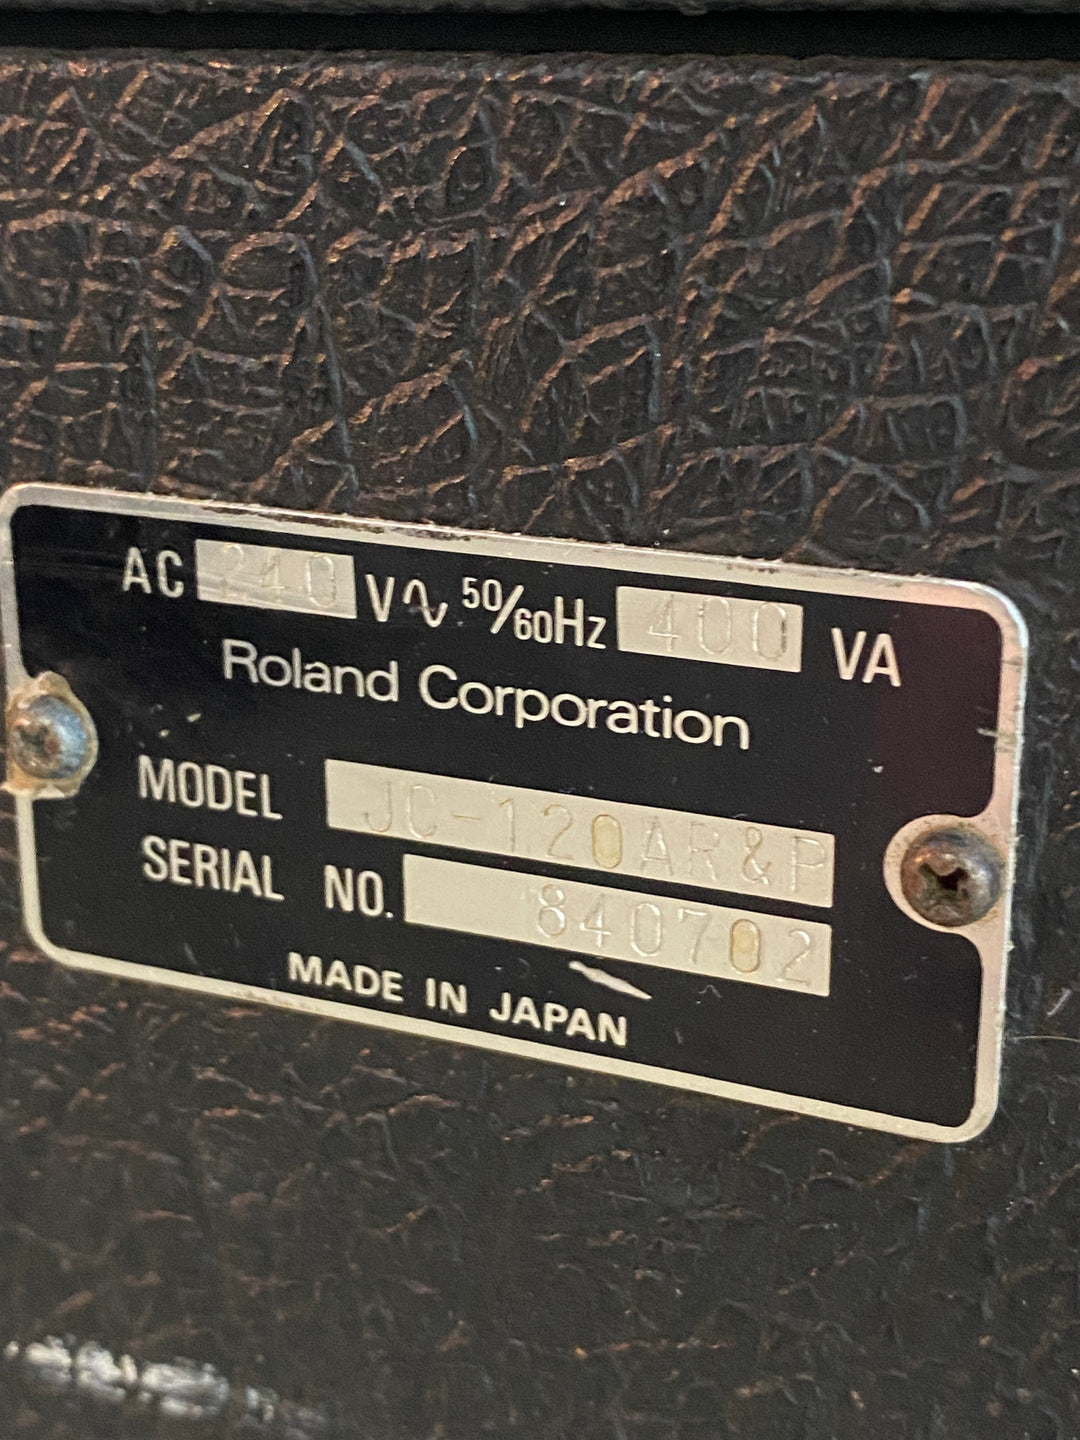 AC 240 V∿ 50/60Hz 400 VA
Roland Corporation
MODEL JC-120AR&P
SERIAL NO. 840702
MADE IN JAPAN